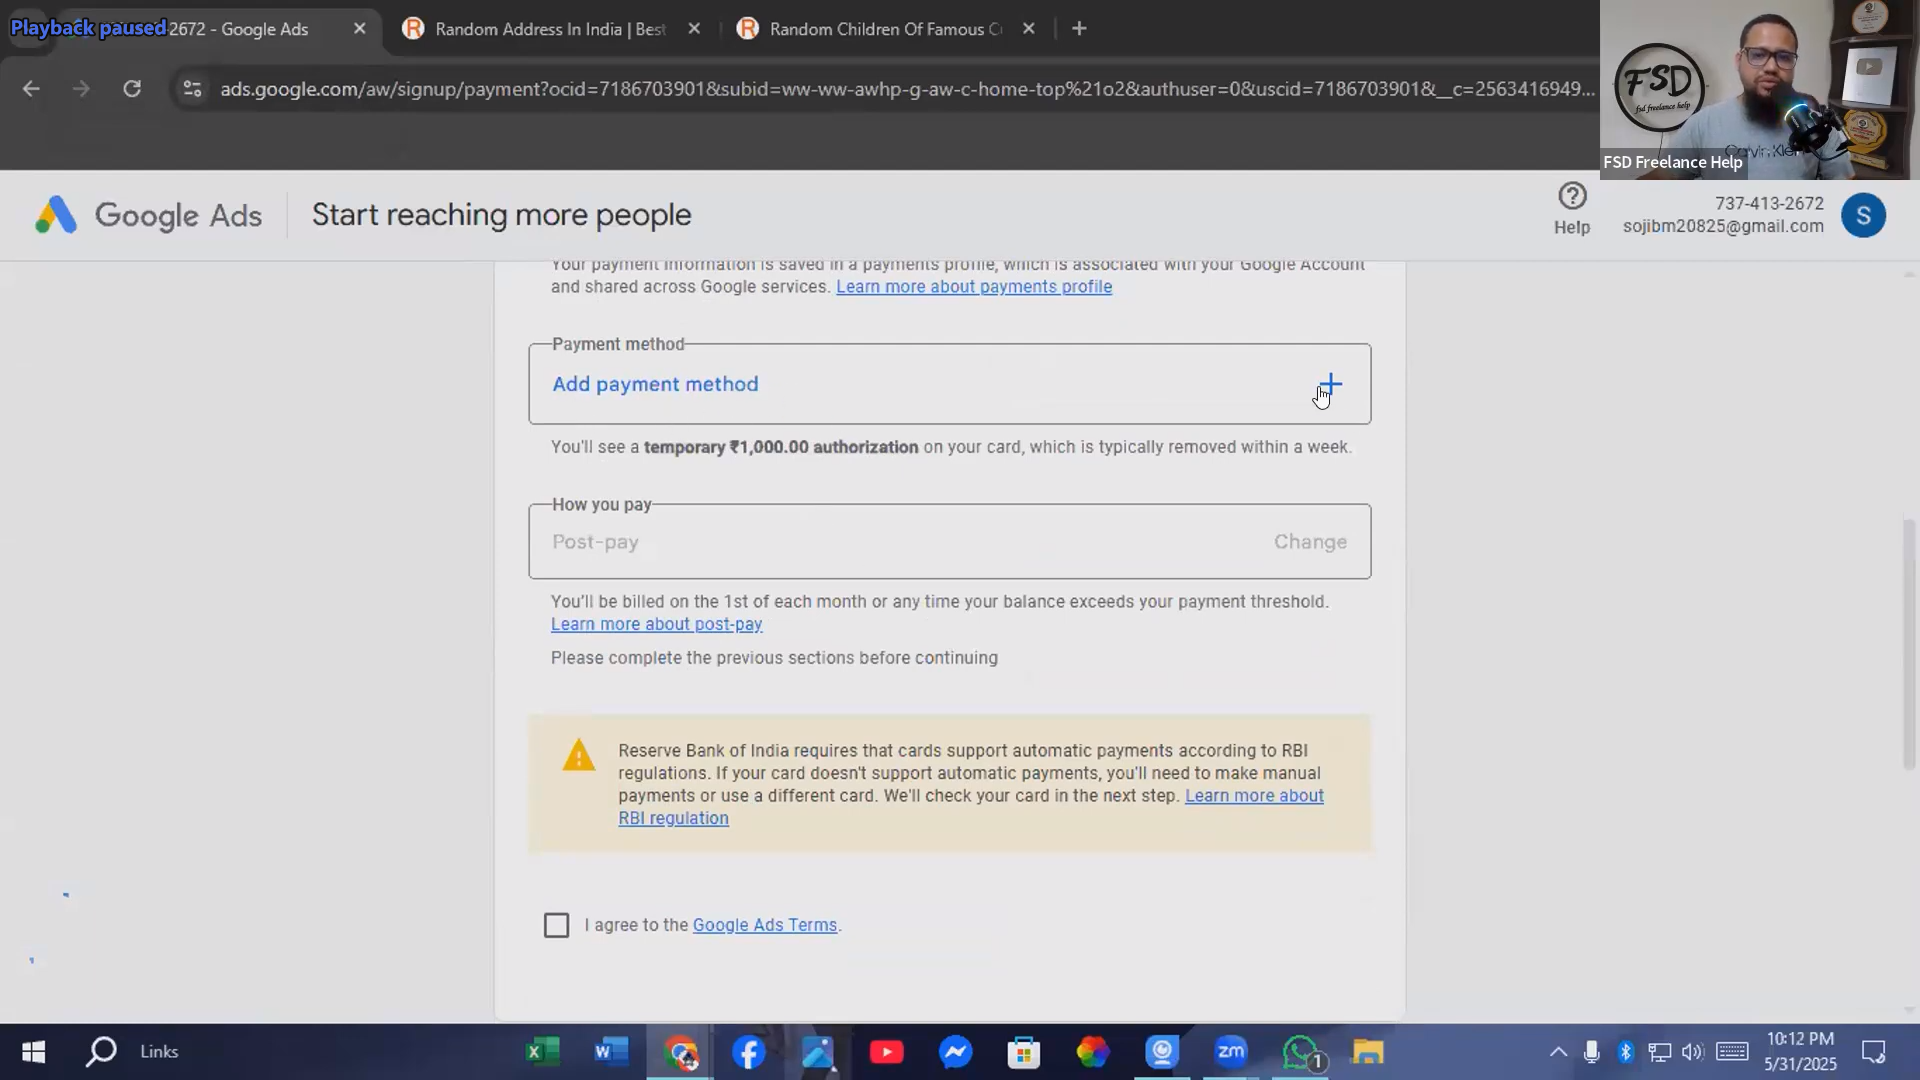 Playback paused
2672 - Google Ads
Random Address In India | Best
Random Children Of Famous C
ads.google.com/aw/signup/payment?ocid=7186703901&subid=ww-ww-awhp-g-aw-c-home-top%21o2&authuser=0&uscid=7186703901&__c=2563416949...
FSD
fsd freelance help
Calvin Klei
FSD Freelance Help
Google Ads
Start reaching more people
Help
737-413-2672
sojibm20825@gmail.com
S
Your payment information is saved in a payments profile, which is associated with your Google Account
and shared across Google services. Learn more about payments profile
Payment method
Add payment method
You'll see a temporary ₹1,000.00 authorization on your card, which is typically removed within a week.
How you pay
Post-pay
Change
You'll be billed on the 1st of each month or any time your balance exceeds your payment threshold.
Learn more about post-pay
Please complete the previous sections before continuing
Reserve Bank of India requires that cards support automatic payments according to RBI
regulations. If your card doesn't support automatic payments, you'll need to make manual
payments or use a different card. We'll check your card in the next step. Learn more about
RBI regulation
I agree to the Google Ads Terms.
Links
zm
1
10:12 PM
5/31/2025